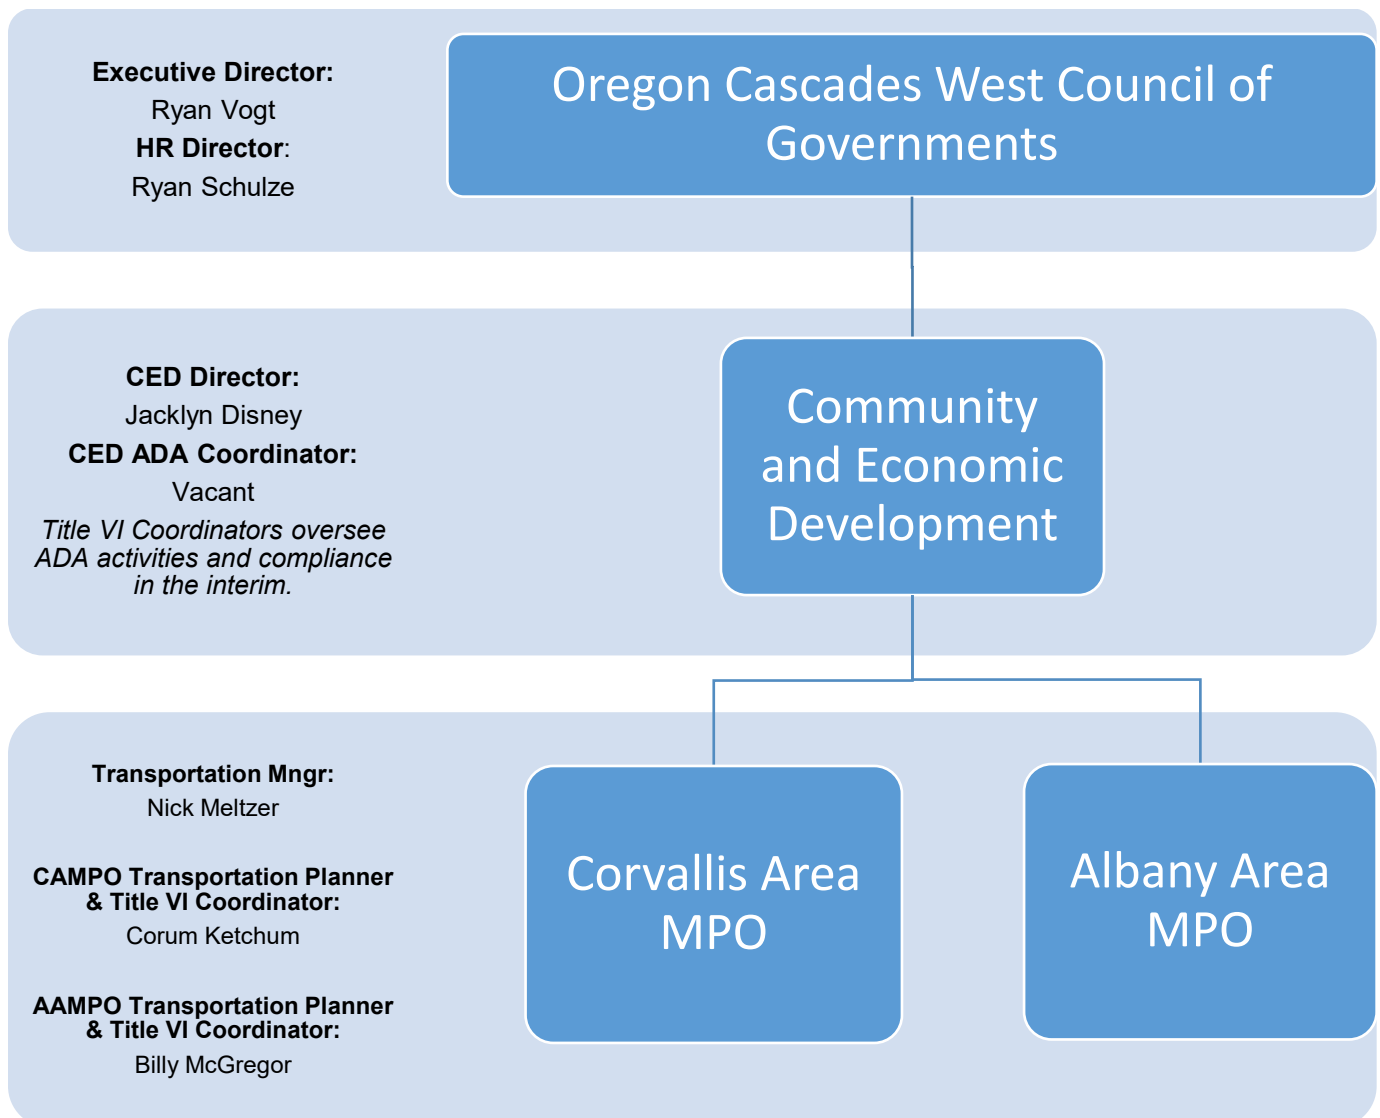 Executive Director:
Ryan Vogt
HR Director:
Ryan Schulze
Oregon Cascades West Council of
Governments
CED Director:
Jacklyn Disney
CED ADA Coordinator:
Vacant
Title VI Coordinators oversee
ADA activities and compliance
in the interim.
Community
and Economic
Development
Transportation Mngr:
Nick Meltzer
CAMPO Transportation Planner
& Title VI Coordinator:
Corum Ketchum
AAMPO Transportation Planner
& Title VI Coordinator:
Billy McGregor
Corvallis Area
MPO
Albany Area
MPO